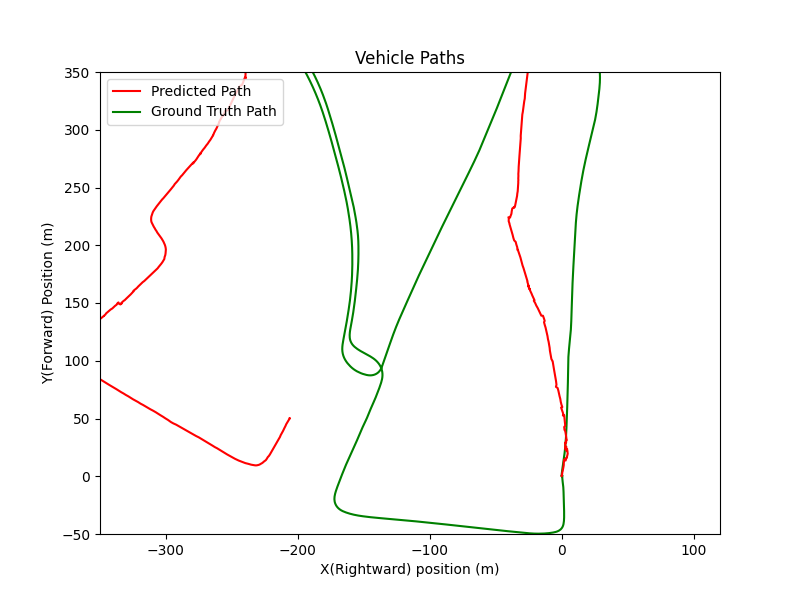 Vehicle Paths
Predicted Path
Ground Truth Path
350
300
250
200
150
100
50
0
−50
Y(Forward) Position (m)
−300
−200
−100
0
100
X(Rightward) position (m)